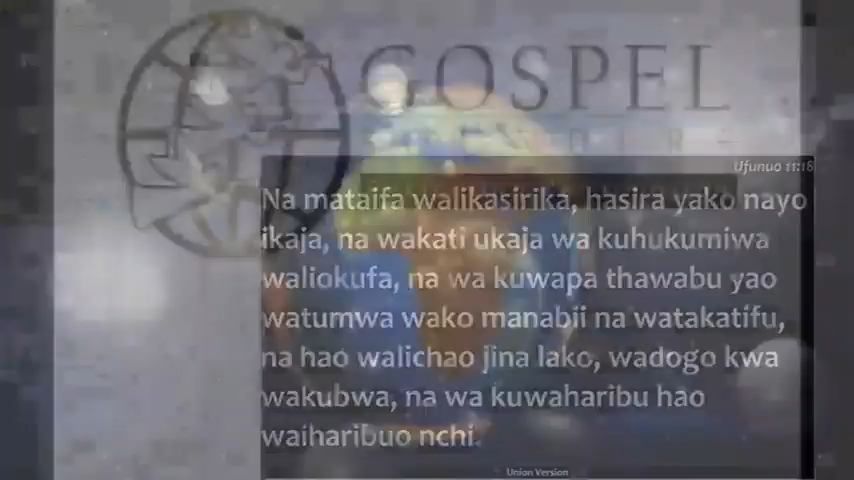 GOSPEL
Ufunuo 11:18
Na mataifa walikasirika, hasira yako nayo
ikaja, na wakati ukaja wa kuhukumiwa
waliokufa, na wa kuwapa thawabu yao
watumwa wako manabii na watakatifu,
na hao walichao jina lako, wadogo kwa
wakubwa, na wa kuwaharibu hao
waiharibuo nchi.
Union Version